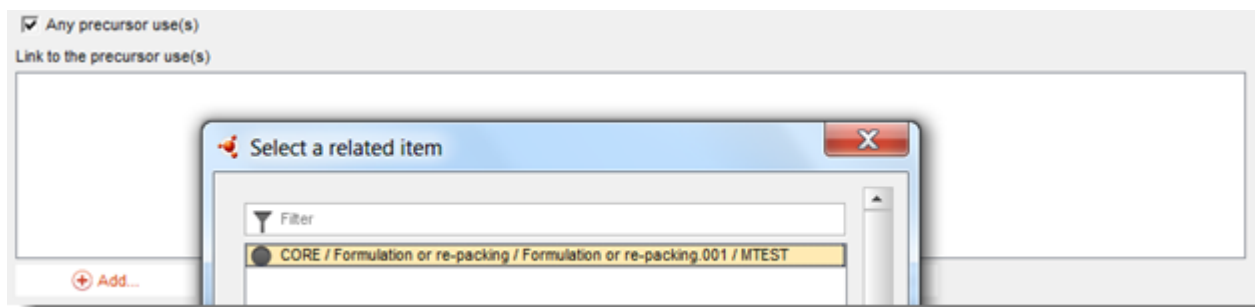 Any precursor use(s)
Link to the precursor use(s)
Select a related item
Filter
CORE / Formulation or re-packing / Formulation or re-packing.001 / MTEST
Add...